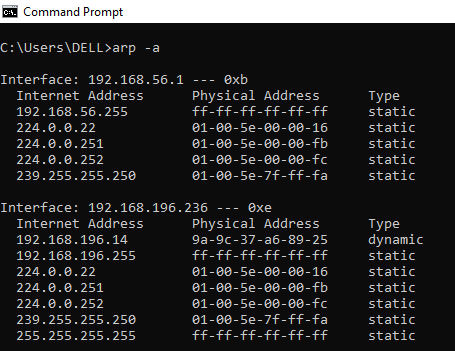 Command Prompt
C:\Users\DELL>arp -a
Interface: 192.168.56.1 --- 0xb
Internet Address Physical Address Type
192.168.56.255 ff-ff-ff-ff-ff-ff static
224.0.0.22 01-00-5e-00-00-16 static
224.0.0.251 01-00-5e-00-00-fb static
224.0.0.252 01-00-5e-00-00-fc static
239.255.255.250 01-00-5e-7f-ff-fa static
Interface: 192.168.196.236 --- 0xe
Internet Address Physical Address Type
192.168.196.14 9a-9c-37-a6-89-25 dynamic
192.168.196.255 ff-ff-ff-ff-ff-ff static
224.0.0.22 01-00-5e-00-00-16 static
224.0.0.251 01-00-5e-00-00-fb static
224.0.0.252 01-00-5e-00-00-fc static
239.255.255.250 01-00-5e-7f-ff-fa static
255.255.255.255 ff-ff-ff-ff-ff-ff static